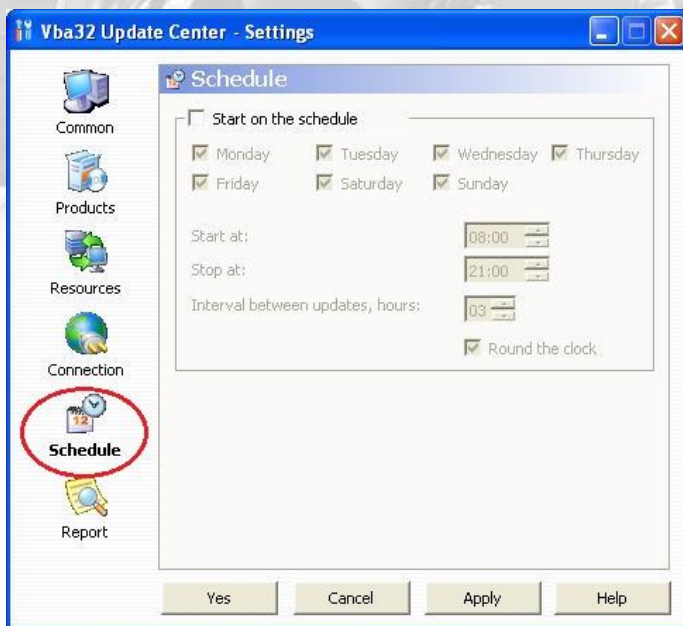 Vba32 Update Center - Settings
Common
Products
Resources
Connection
Schedule
Report
Schedule
Start on the schedule
Monday Tuesday Wednesday Thursday
Friday Saturday Sunday
Start at: 08:00
Stop at: 21:00
Interval between updates, hours: 03
Round the clock
Yes Cancel Apply Help